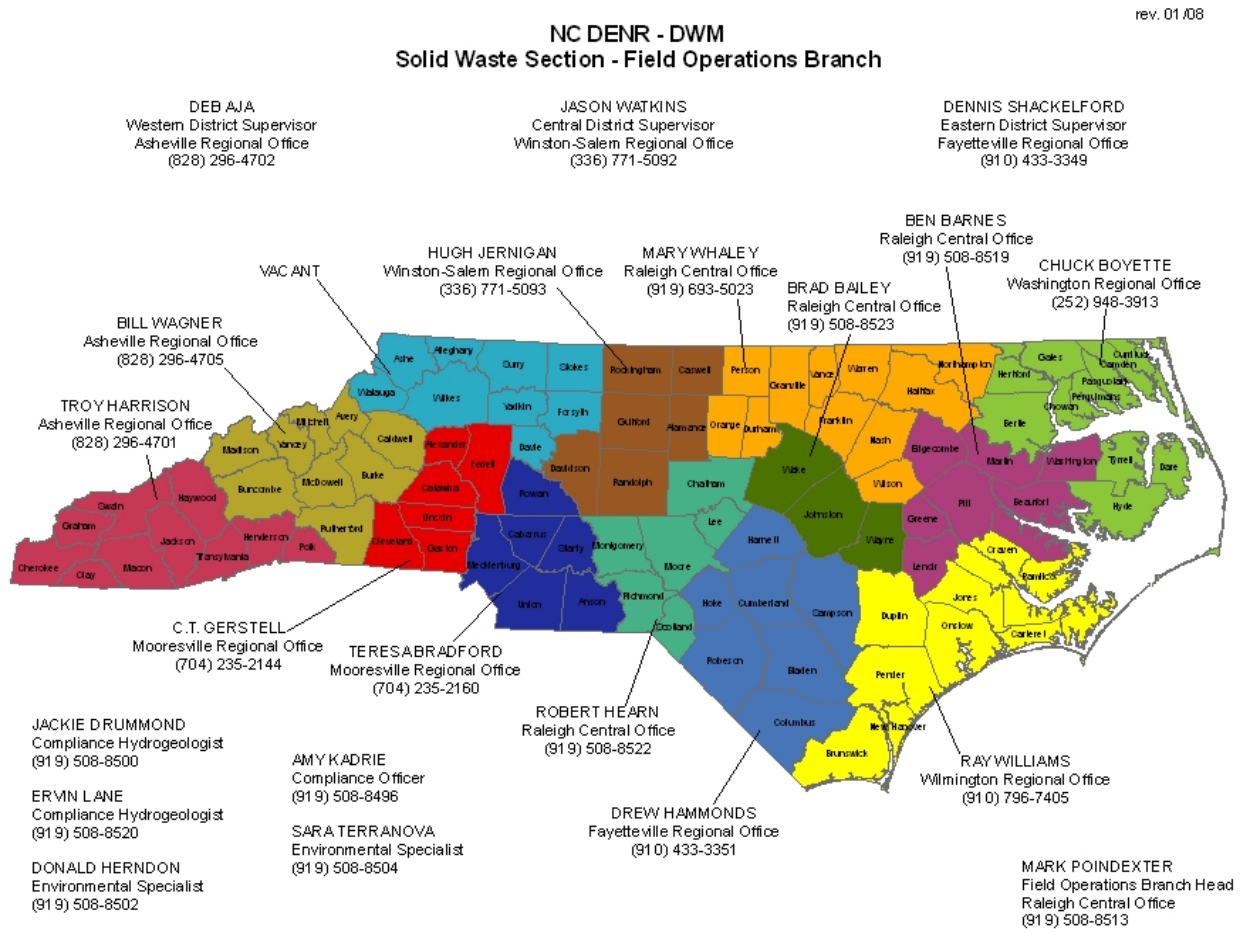 rev. 01/08
NC DENR - DWM
Solid Waste Section - Field Operations Branch
DEB AJA
Western District Supervisor
Asheville Regional Office
(828) 296-4702
JASON WATKINS
Central District Supervisor
Winston-Salem Regional Office
(336) 771-5092
DENNIS SHACKELFORD
Eastern District Supervisor
Fayetteville Regional Office
(910) 433-3349
BEN BARNES
Raleigh Central Office
(919) 508-8519
HUGH JERNIGAN
Winston-Salem Regional Office
(336) 771-5093
MARY WHALEY
Raleigh Central Office
(919) 693-5023
CHUCK BOYETTE
Washington Regional Office
(252) 948-3913
VACANT
BRAD BAILEY
Raleigh Central Office
(919) 508-8523
BILL WAGNER
Asheville Regional Office
(828) 296-4705
TROY HARRISON
Asheville Regional Office
(828) 296-4701
Ashe
Alleghany
Surry
Stokes
Rockingham
Caswell
Person
Granville
Vance
Warren
Northampton
Halifax
Hertford
Gates
Currituck
Camden
Pasquotank
Perquimans
Chowan
Bertie
Watauga
Wilkes
Yadkin
Forsyth
Guilford
Alamance
Orange
Durham
Franklin
Nash
Edgecombe
Martin
Washington
Tyrrell
Dare
Avery
Mitchell
Yancey
Madison
Caldwell
Alexander
Iredell
Davie
Davidson
Randolph
Chatham
Wake
Wilson
Pitt
Beaufort
Hyde
Buncombe
McDowell
Burke
Catawba
Rowan
Lee
Johnston
Greene
Haywood
Swain
Graham
Jackson
Henderson
Polk
Rutherford
Cleveland
Lincoln
Gaston
Cabarrus
Stanly
Montgomery
Moore
Harnett
Wayne
Lenoir
Craven
Pamlico
Cherokee
Clay
Macon
Transylvania
Mecklenburg
Union
Anson
Richmond
Scotland
Hoke
Cumberland
Sampson
Duplin
Jones
Onslow
Carteret
Robeson
Bladen
Pender
Columbus
New Hanover
Brunswick
C.T. GERSTELL
Mooresville Regional Office
(704) 235-2144
TERESA BRADFORD
Mooresville Regional Office
(704) 235-2160
ROBERT HEARN
Raleigh Central Office
(919) 508-8522
DREW HAMMONDS
Fayetteville Regional Office
(910) 433-3351
RAY WILLIAMS
Wilmington Regional Office
(910) 796-7405
JACKIE DRUMMOND
Compliance Hydrogeologist
(919) 508-8500
ERVIN LANE
Compliance Hydrogeologist
(919) 508-8520
DONALD HERNDON
Environmental Specialist
(919) 508-8502
AMY KADRIE
Compliance Officer
(919) 508-8496
SARA TERRANOVA
Environmental Specialist
(919) 508-8504
MARK POINDEXTER
Field Operations Branch Head
Raleigh Central Office
(919) 508-8513